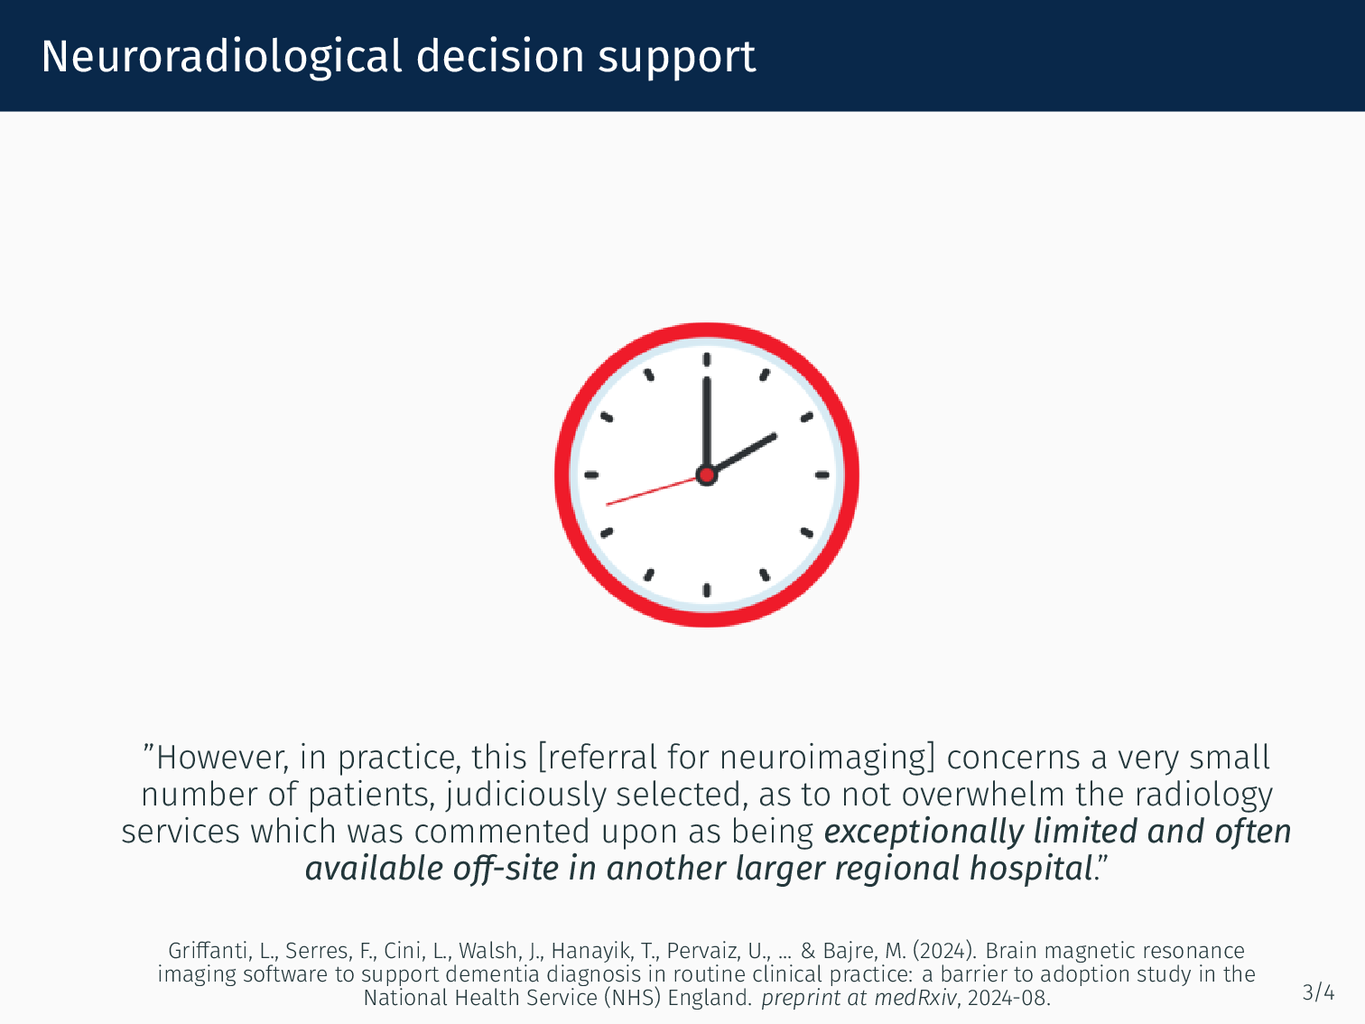 Neuroradiological decision support
”However, in practice, this [referral for neuroimaging] concerns a very small
number of patients, judiciously selected, as to not overwhelm the radiology
services which was commented upon as being exceptionally limited and often
available off-site in another larger regional hospital.”
Griffanti, L., Serres, F., Cini, L., Walsh, J., Hanayik, T., Pervaiz, U., ... & Bajre, M. (2024). Brain magnetic resonance
imaging software to support dementia diagnosis in routine clinical practice: a barrier to adoption study in the
National Health Service (NHS) England. preprint at medRxiv, 2024-08.
3/4